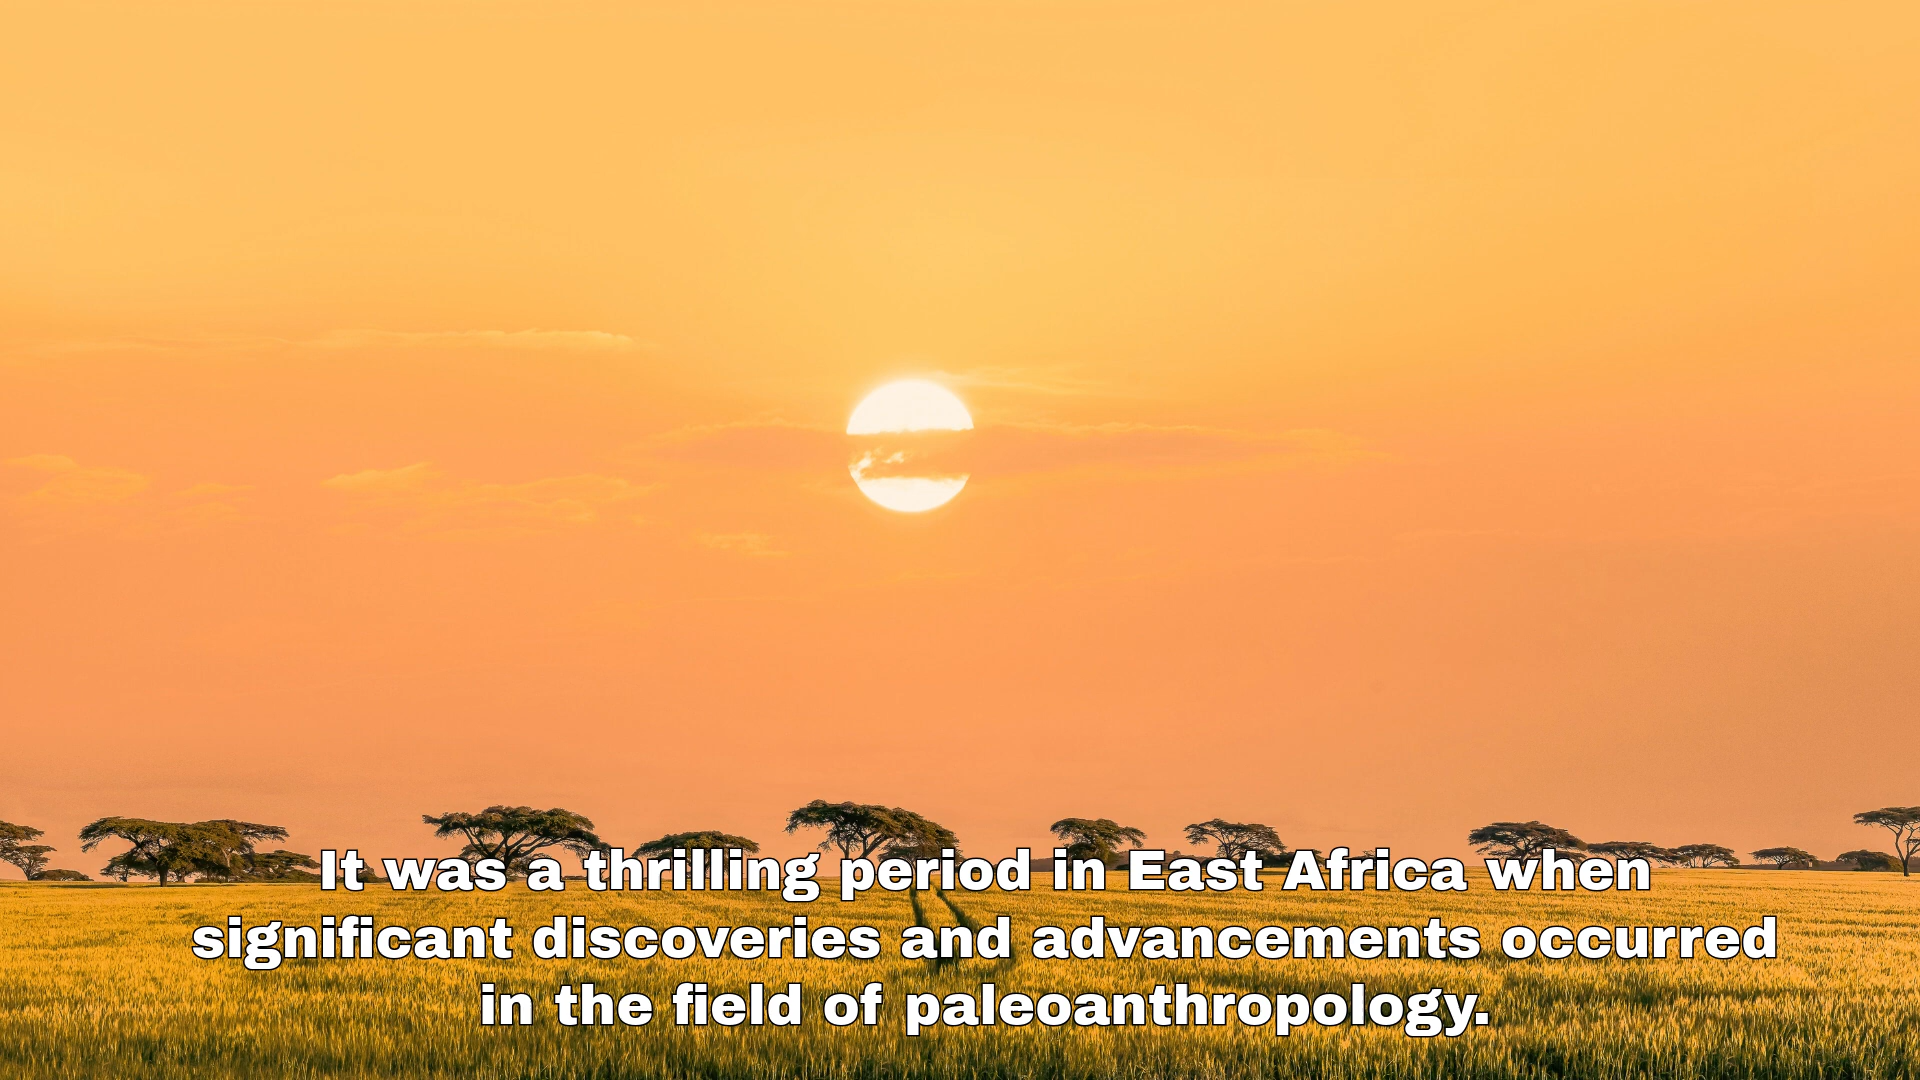 It was a thrilling period in East Africa when
significant discoveries and advancements occurred
in the field of paleoanthropology.